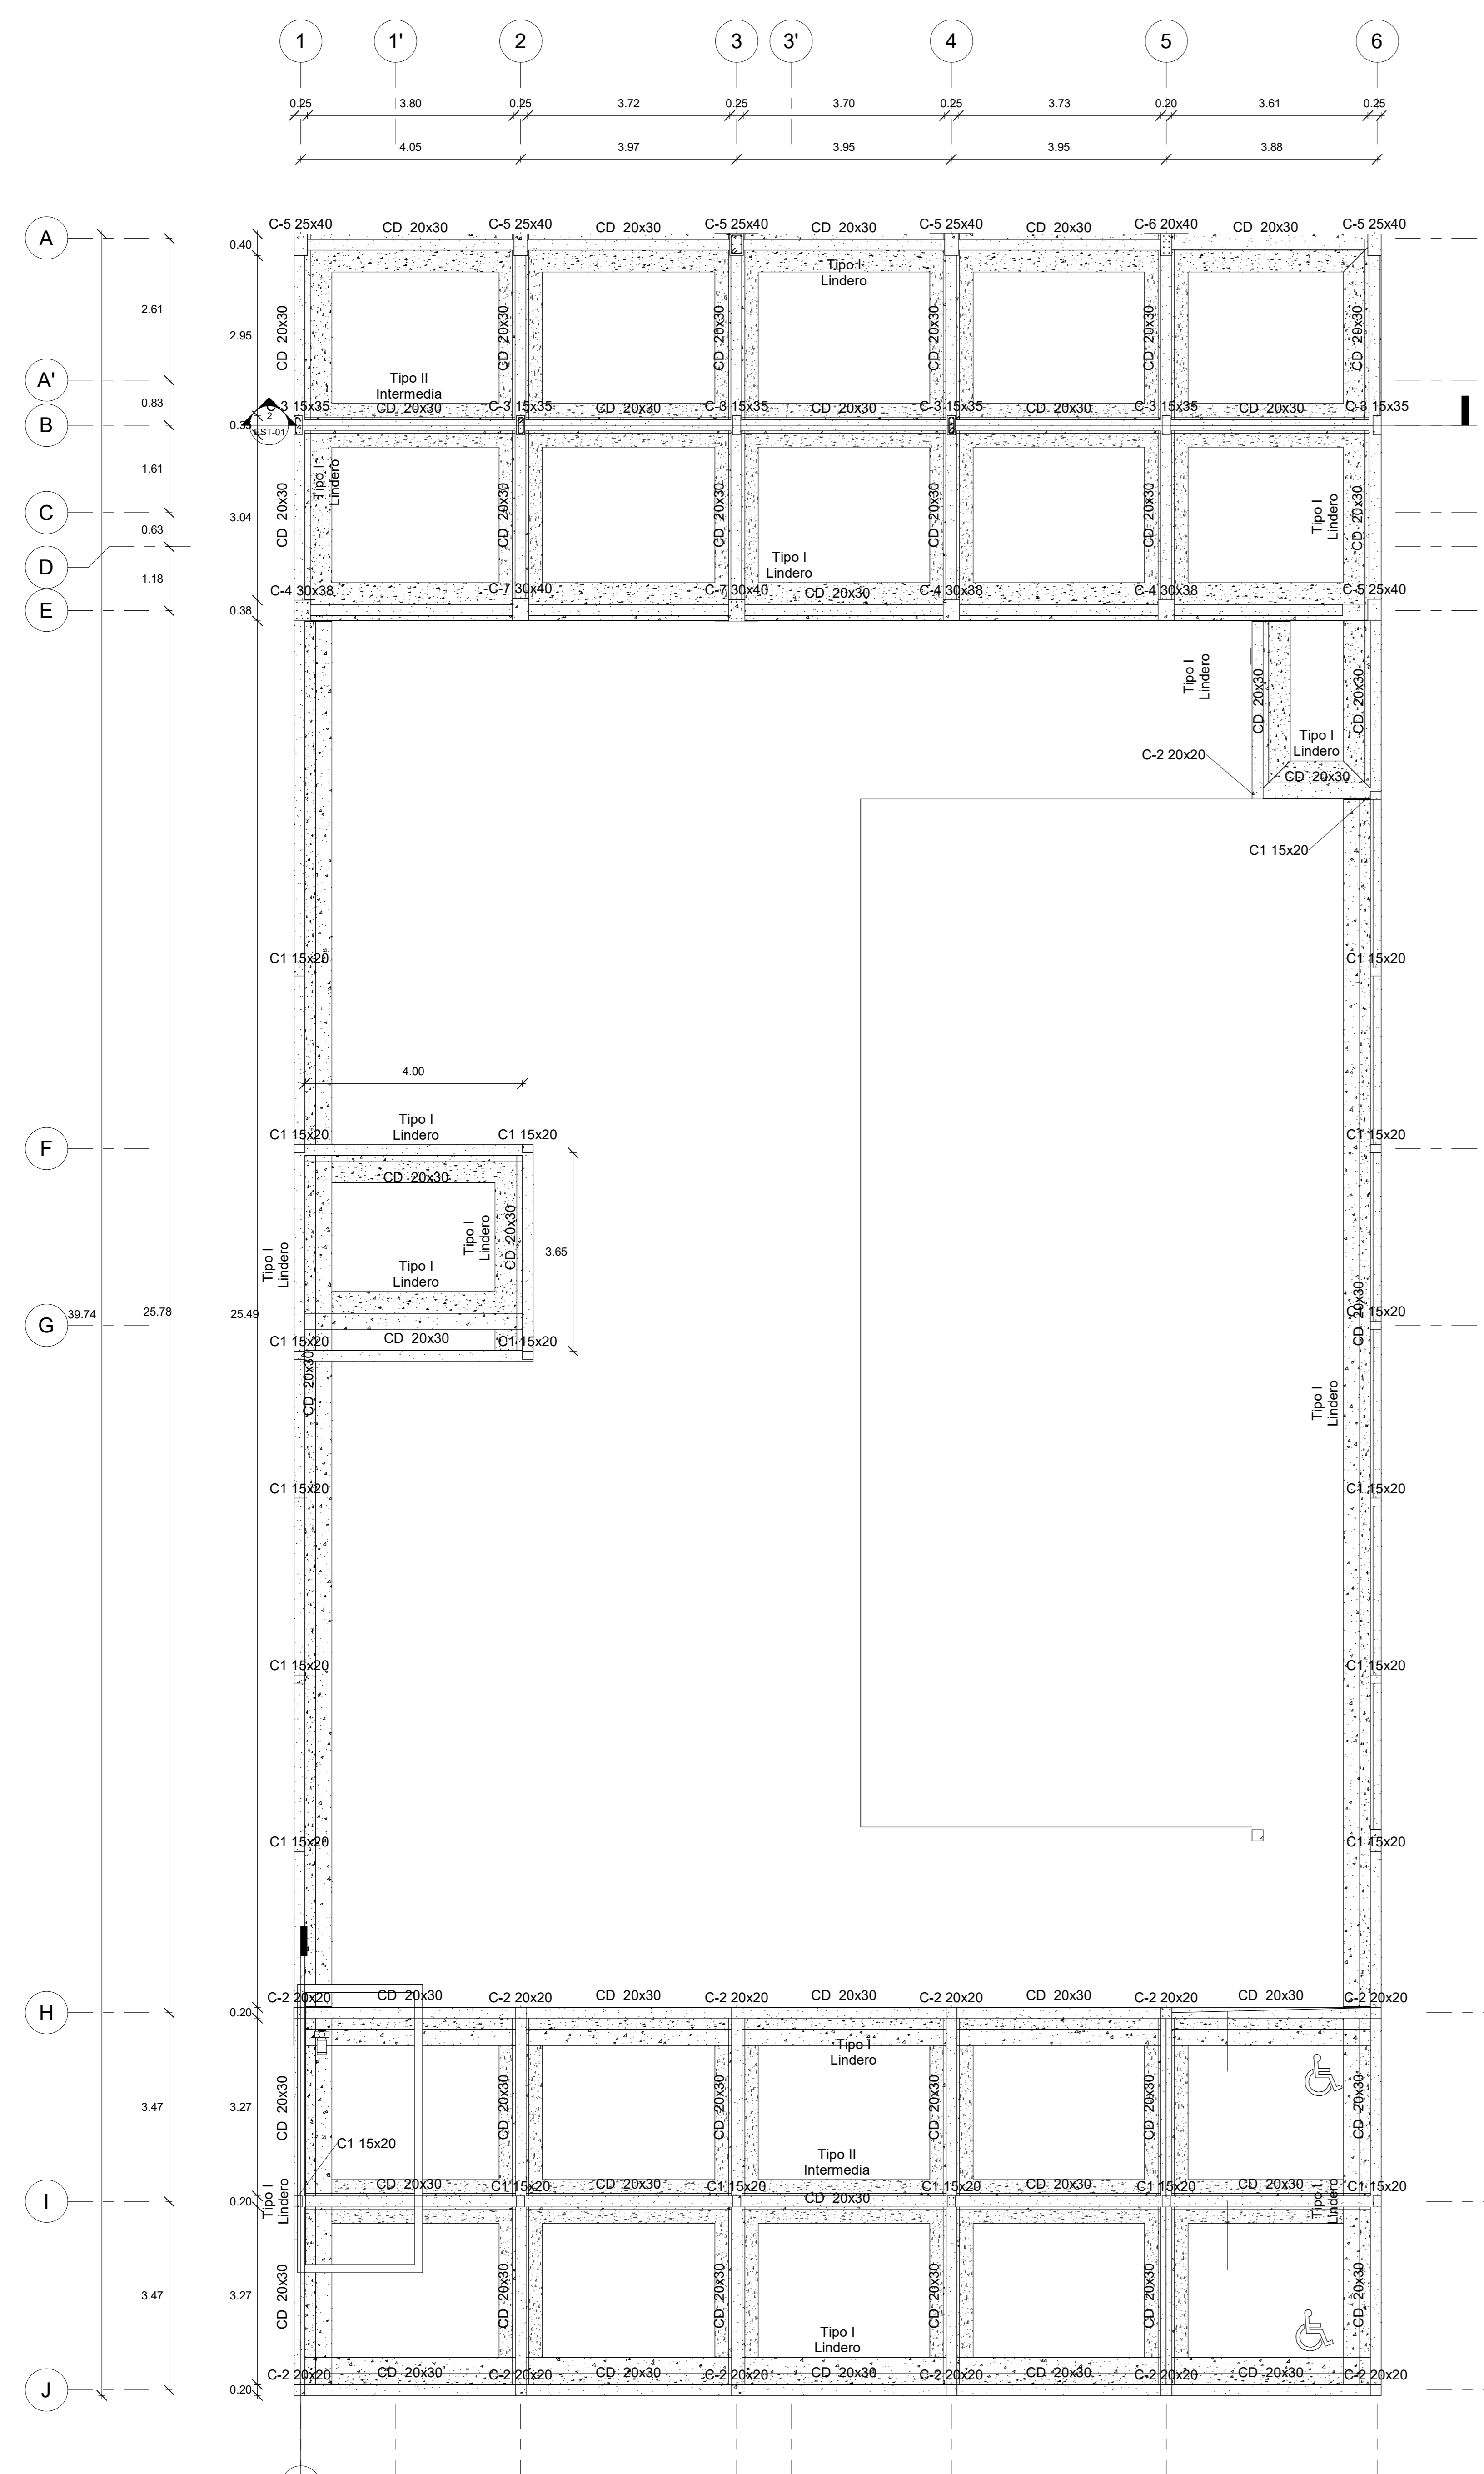 1 1' 2 3 3' 4 5 6
0.25 3.80 0.25 3.72 0.25 3.70 0.25 3.73 0.20 3.61 0.25
4.05 3.97 3.95 3.95 3.88
A
C-5 25x40 CD 20x30 C-5 25x40 CD 20x30 C-5 25x40 CD 20x30 C-5 25x40 CD 20x30 C-6 20x40 CD 20x30 C-5 25x40
0.40
Tipo I
Lindero
2.61
2.95
CD 20x30 CD 20x30 CD 20x30 CD 20x30 CD 20x30 CD 20x30
A'
Tipo II
Intermedia
0.83
C-3 15x35 CD 20x30 C-3 15x35 CD 20x30 C-3 15x35 CD 20x30 C-3 15x35 CD 20x30 C-3 15x35 CD 20x30 C-3 15x35
2
EST-01
B
0.35
1.61
Tipo I
Lindero
CD 20x30 CD 20x30 CD 20x30 CD 20x30 CD 20x30 CD 20x30
C
3.04
Tipo I
Lindero
0.63
D
1.18
Tipo I
Lindero
C-4 30x38 C-7 30x40 C-7 30x40 CD 20x30 C-4 30x38 C-4 30x38 C-5 25x40
E
0.38
Tipo I
Lindero
CD 20x30 CD 20x30
Tipo I
Lindero
C-2 20x20
CD 20x30
C1 15x20
C1 15x20 C1 15x20
4.00
Tipo I
Lindero
C1 15x20 C1 15x20 C1 15x20
F
CD 20x30
Tipo I
Lindero
CD 20x30
3.65
Tipo I
Lindero
Tipo I
Lindero
39.74 25.78 25.49
G
C1 15x20
CD 20x30
C1 15x20 CD 20x30 C1 15x20
CD 20x30
Tipo I
Lindero
C1 15x20 C1 15x20
C1 15x20 C1 15x20
C1 15x20 C1 15x20
C-2 20x20 CD 20x30 C-2 20x20 CD 20x30 C-2 20x20 CD 20x30 C-2 20x20 CD 20x30 C-2 20x20 CD 20x30 C-2 20x20
H
0.20
Tipo I
Lindero
3.47 3.27
CD 20x30 CD 20x30 CD 20x30 CD 20x30 CD 20x30 CD 20x30
C1 15x20
Tipo II
Intermedia
CD 20x30 C1 15x20 CD 20x30 C1 15x20 CD 20x30 C1 15x20 CD 20x30 C1 15x20 CD 20x30 C1 15x20
I
0.20
Tipo I
Lindero
Tipo I
Lindero
3.47 3.27
CD 20x30 CD 20x30 CD 20x30 CD 20x30 CD 20x30 CD 20x30
Tipo I
Lindero
C-2 20x20 CD 20x30 C-2 20x20 CD 20x30 C-2 20x20 CD 20x30 C-2 20x20 CD 20x30 C-2 20x20 CD 20x30 C-2 20x20
J
0.20